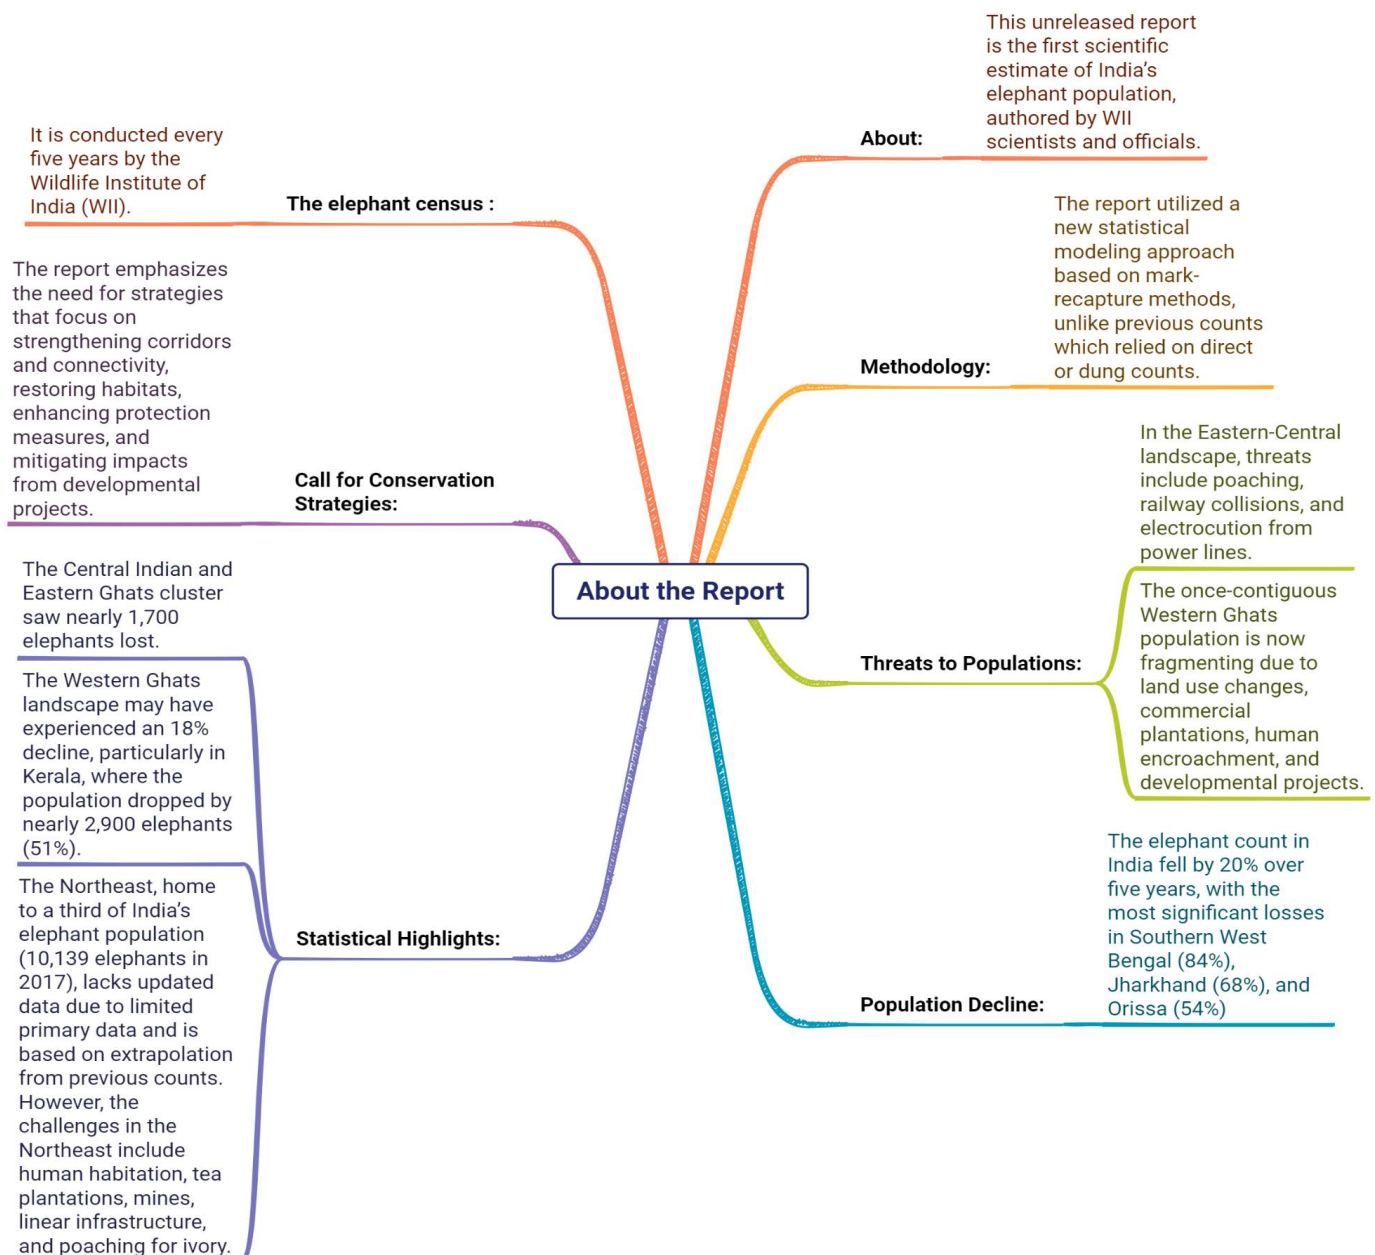 About the Report
About:
This unreleased report
is the first scientific
estimate of India's
elephant population,
authored by WII
scientists and officials.
Methodology:
The report utilized a
new statistical
modeling approach
based on mark-
recapture methods,
unlike previous counts
which relied on direct
or dung counts.
Threats to Populations:
In the Eastern-Central
landscape, threats
include poaching,
railway collisions, and
electrocution from
power lines.
The once-contiguous
Western Ghats
population is now
fragmenting due to
land use changes,
commercial
plantations, human
encroachment, and
developmental projects.
Population Decline:
The elephant count in
India fell by 20% over
five years, with the
most significant losses
in Southern West
Bengal (84%),
Jharkhand (68%), and
Orissa (54%)
The elephant census :
It is conducted every
five years by the
Wildlife Institute of
India (WII).
Call for Conservation
Strategies:
The report emphasizes
the need for strategies
that focus on
strengthening corridors
and connectivity,
restoring habitats,
enhancing protection
measures, and
mitigating impacts
from developmental
projects.
Statistical Highlights:
The Central Indian and
Eastern Ghats cluster
saw nearly 1,700
elephants lost.
The Western Ghats
landscape may have
experienced an 18%
decline, particularly in
Kerala, where the
population dropped by
nearly 2,900 elephants
(51%).
The Northeast, home
to a third of India's
elephant population
(10,139 elephants in
2017), lacks updated
data due to limited
primary data and is
based on extrapolation
from previous counts.
However, the
challenges in the
Northeast include
human habitation, tea
plantations, mines,
linear infrastructure,
and poaching for ivory.